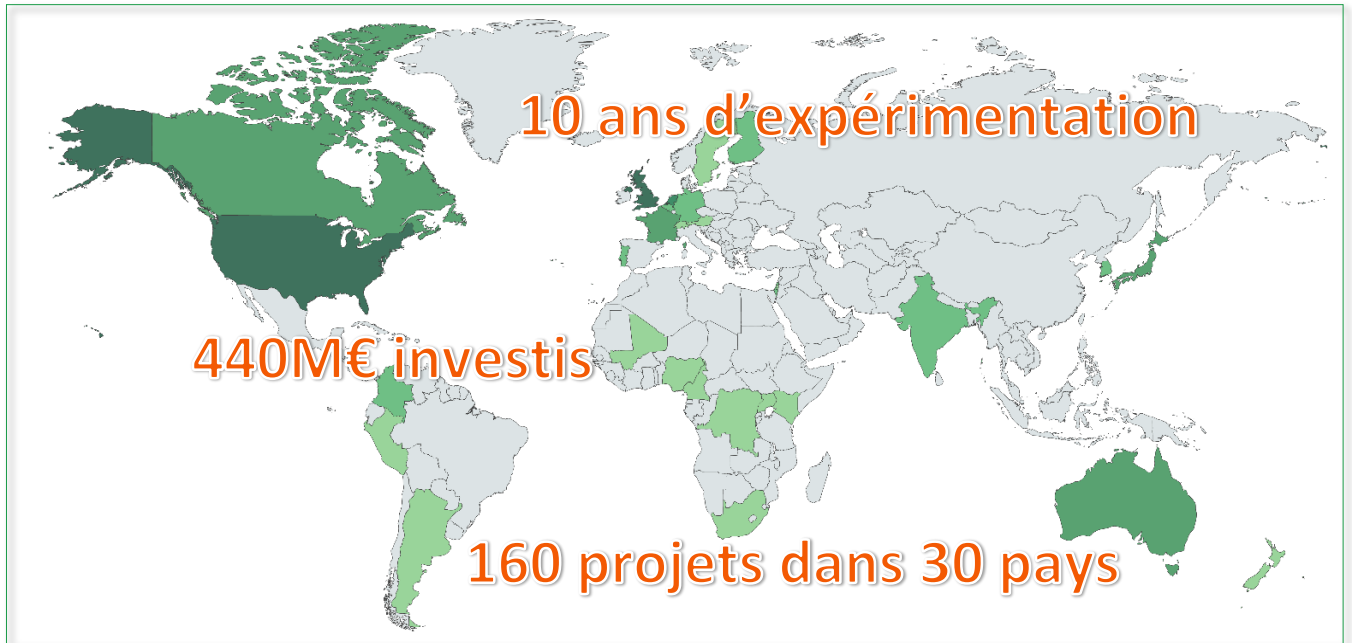 10 ans d’expérimentation
440M€ investis
160 projets dans 30 pays